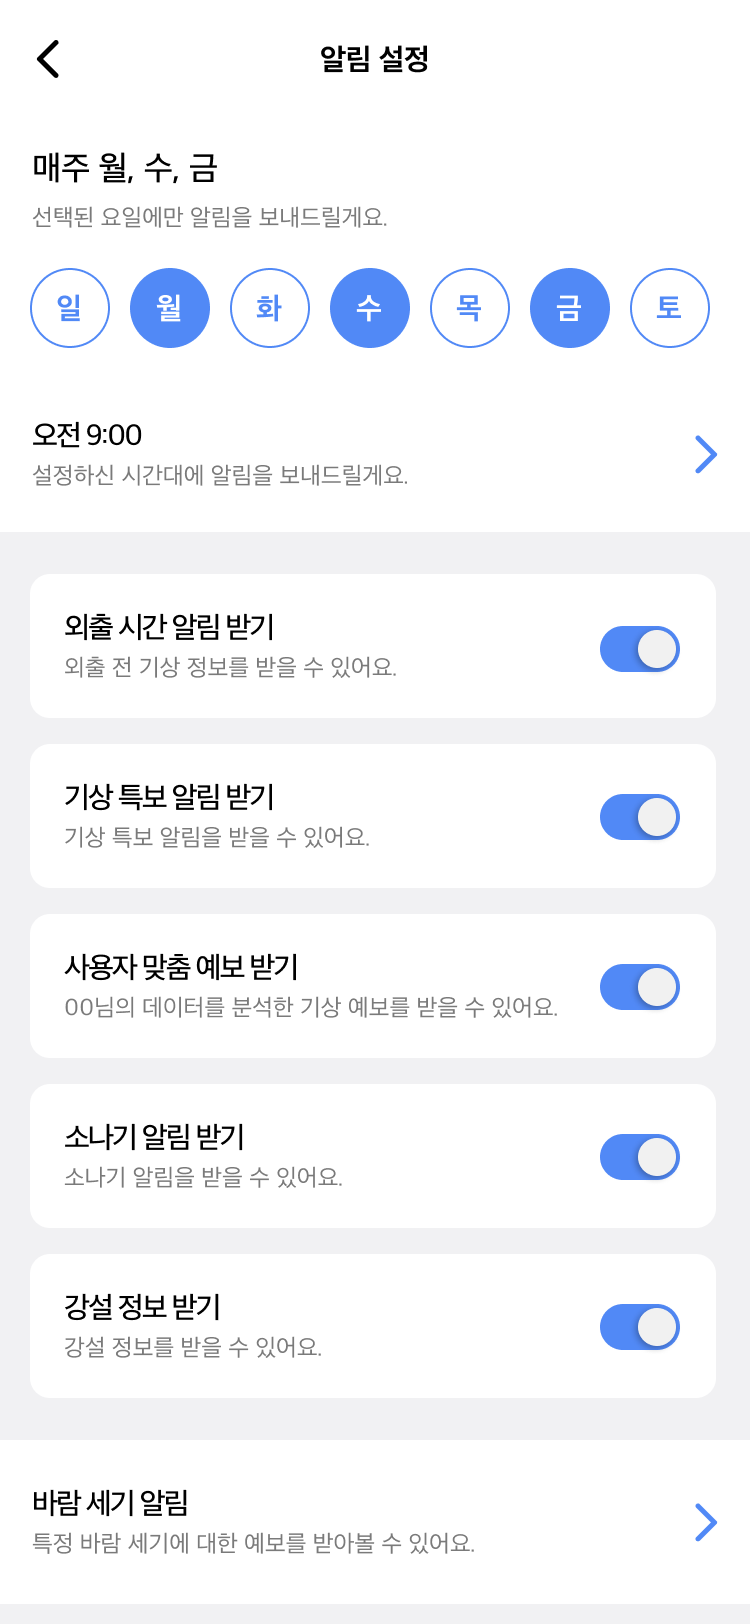 알림 설정
매주 월, 수, 금
선택된 요일에만 알림을 보내드릴게요.
일 월 화 수 목 금 토
오전 9:00
설정하신 시간대에 알림을 보내드릴게요.
외출 시간 알림 받기
외출 전 기상 정보를 받을 수 있어요.
기상 특보 알림 받기
기상 특보 알림을 받을 수 있어요.
사용자 맞춤 예보 받기
00님의 데이터를 분석한 기상 예보를 받을 수 있어요.
소나기 알림 받기
소나기 알림을 받을 수 있어요.
강설 정보 받기
강설 정보를 받을 수 있어요.
바람 세기 알림
특정 바람 세기에 대한 예보를 받아볼 수 있어요.